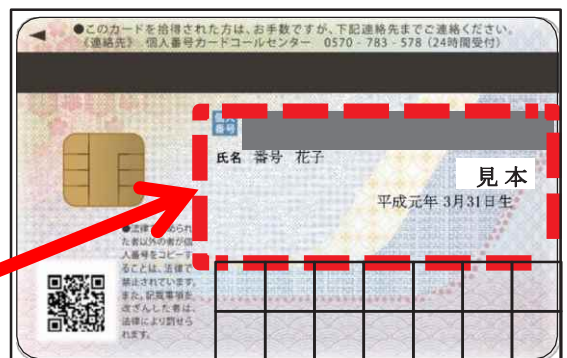 ●このカードを拾得された方は、お手数ですが、下記連絡先までご連絡ください。
《連絡先》 個人番号カードコールセンター 0570-783-578(24時間受付)
番号
氏名 番号 花子
見本
平成元年 3月31日生
●法律で められ
た者以外の者が個
人番号をコピーす
ることは、法律で
禁止されています。
また、記載事項を
改ざんした者は、
法律により罰せら
れます。